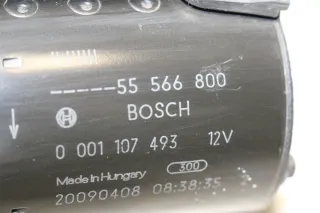 -----55 566 800
BOSCH
0 001 107 493 12V
Made in Hungary 300
20090408 08:38:35